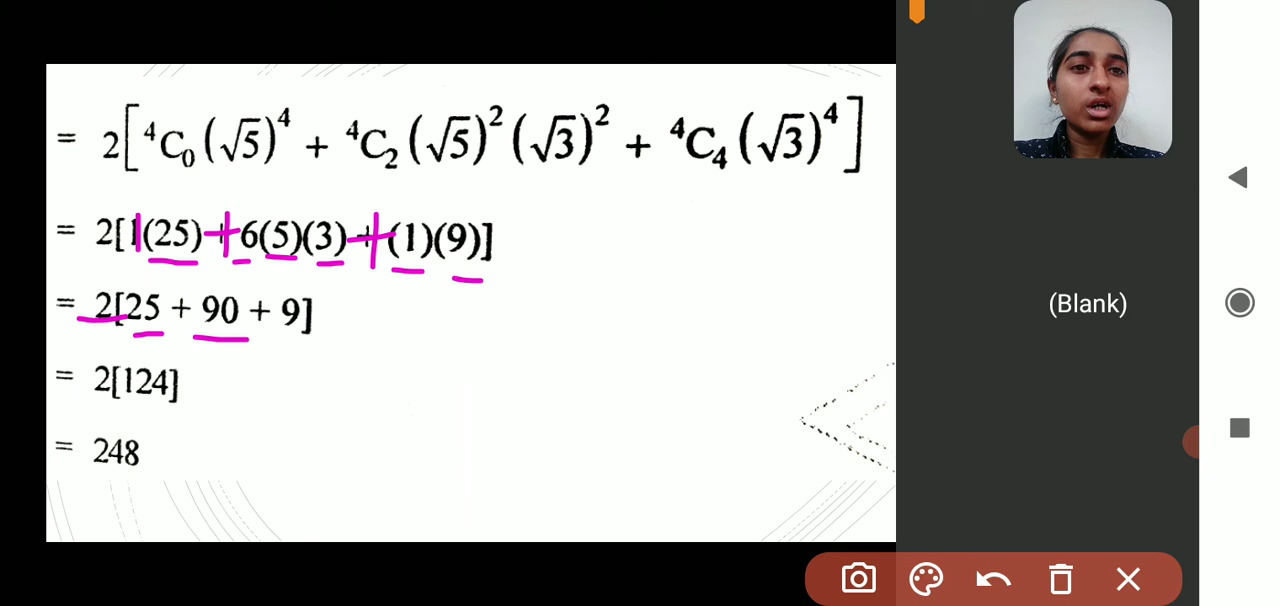 = 2[⁴C₀(√5)⁴ + ⁴C₂(√5)²(√3)² + ⁴C₄(√3)⁴]
= 2[1(25) + 6(5)(3) + (1)(9)]
= 2[25 + 90 + 9]
= 2[124]
= 248
(Blank)